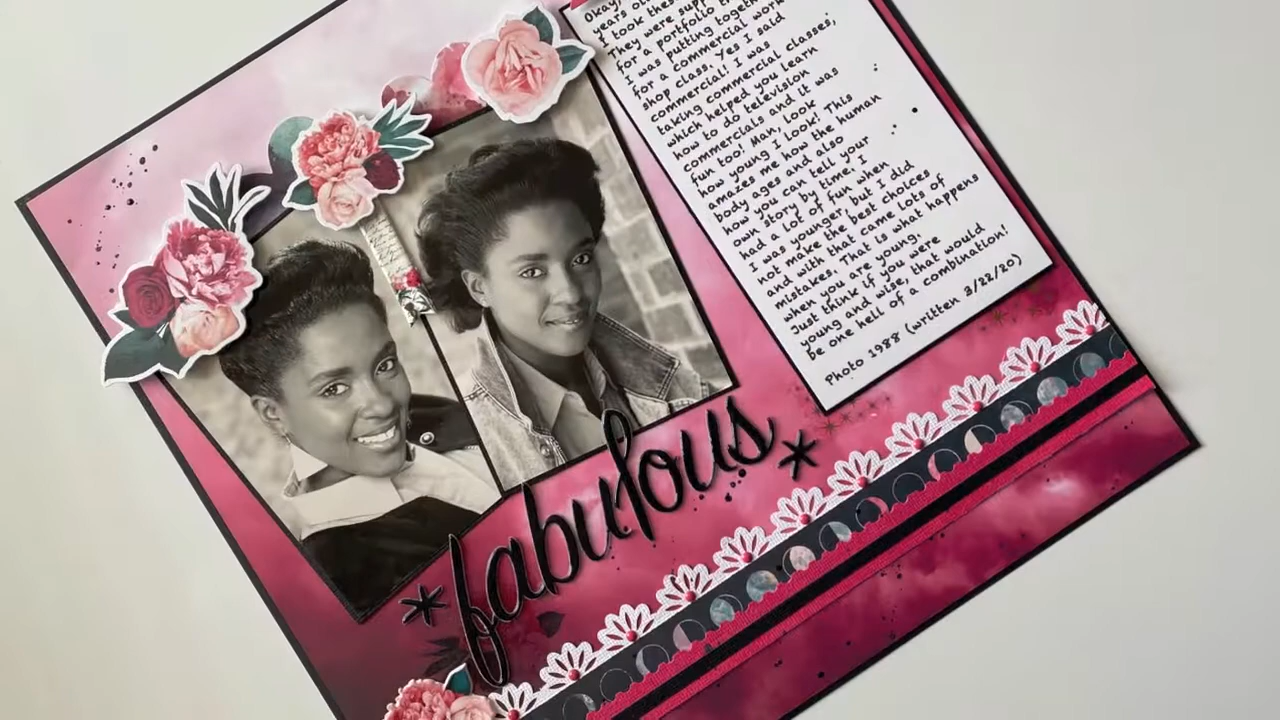 Okay,
years old
I took these
They were supp
for a portfolio th
I was putting togeth
for a commercial work
shop class. Yes I said
commercial! I was
taking commercial classes,
which helped you learn
how to do television
commercials and it was
fun too! Man, look
how young I look! This
amazes me how the human
body ages and also
how you can tell your
own story by time. I
had a lot of fun when
I was younger but I did
not make the best choices
and with that came lots of
mistakes. That is what happens
when you are young.
Just think if you were
young and wise, that would
be one hell of a combination!
Photo 1988 (written 3/22/20)
*fabulous*